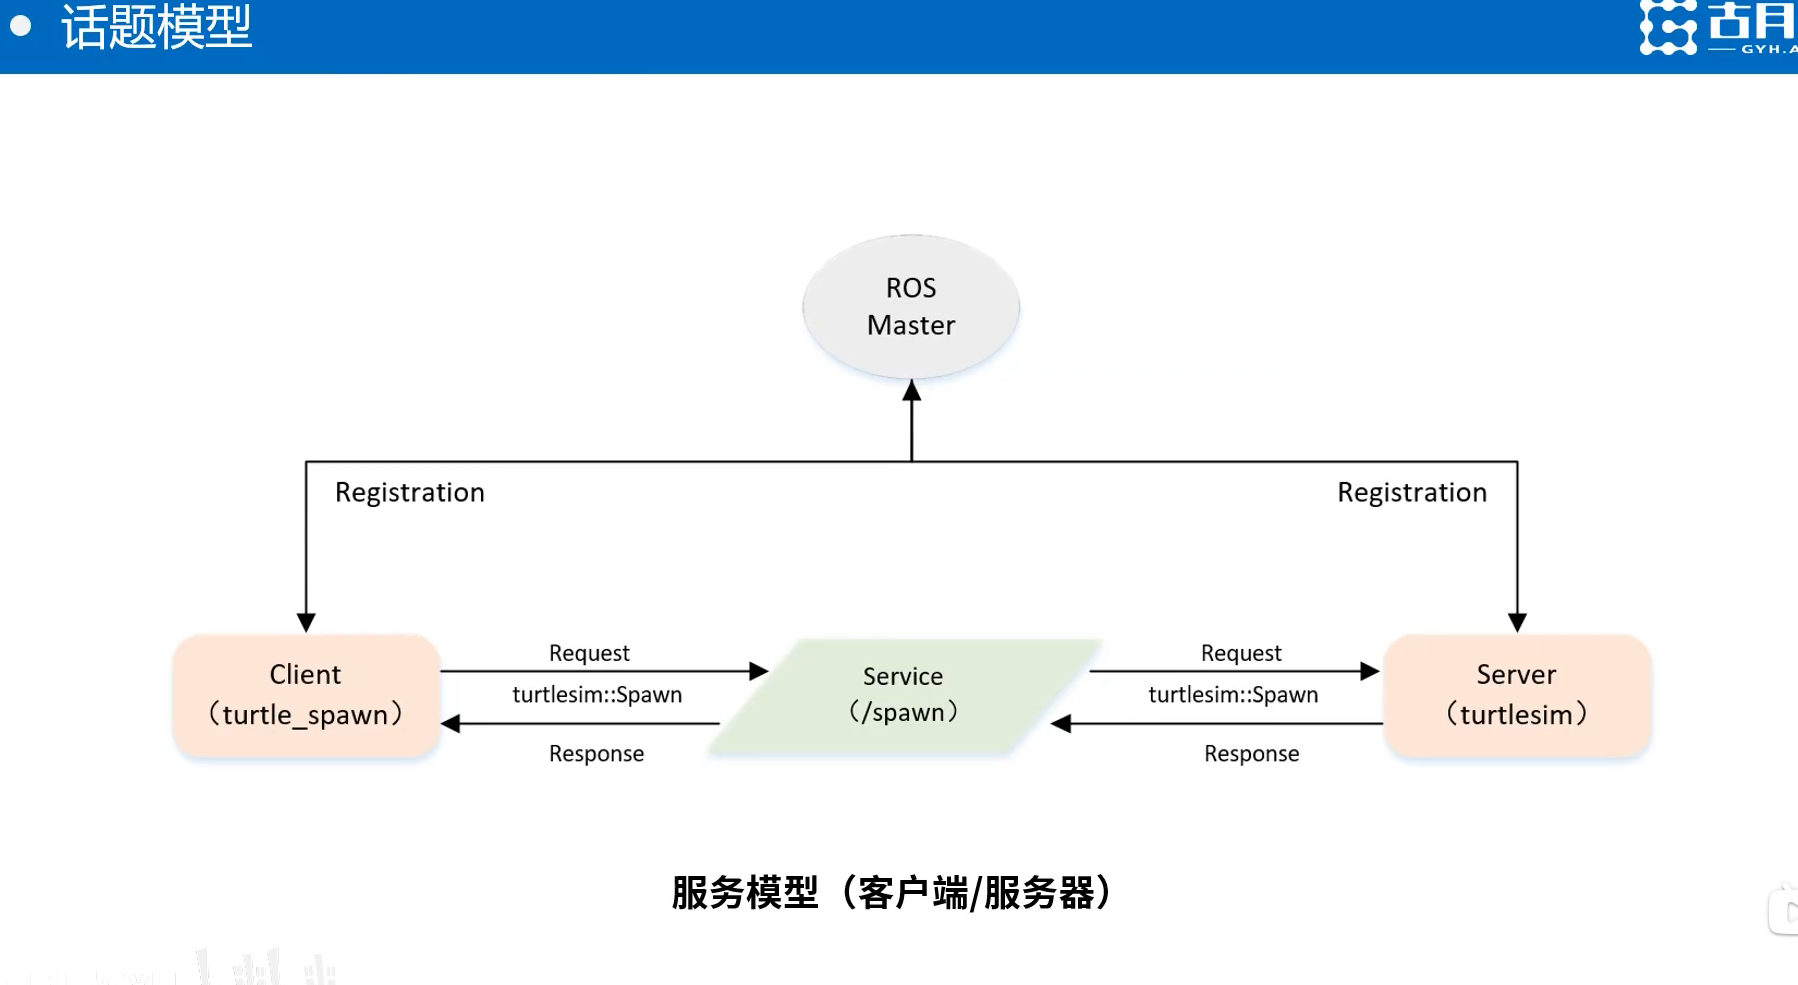 话题模型
古月
GYH.A
ROS
Master
Registration
Registration
Client
（turtle_spawn）
Request
turtlesim::Spawn
Response
Service
（/spawn）
Request
turtlesim::Spawn
Response
Server
（turtlesim）
服务模型（客户端/服务器）